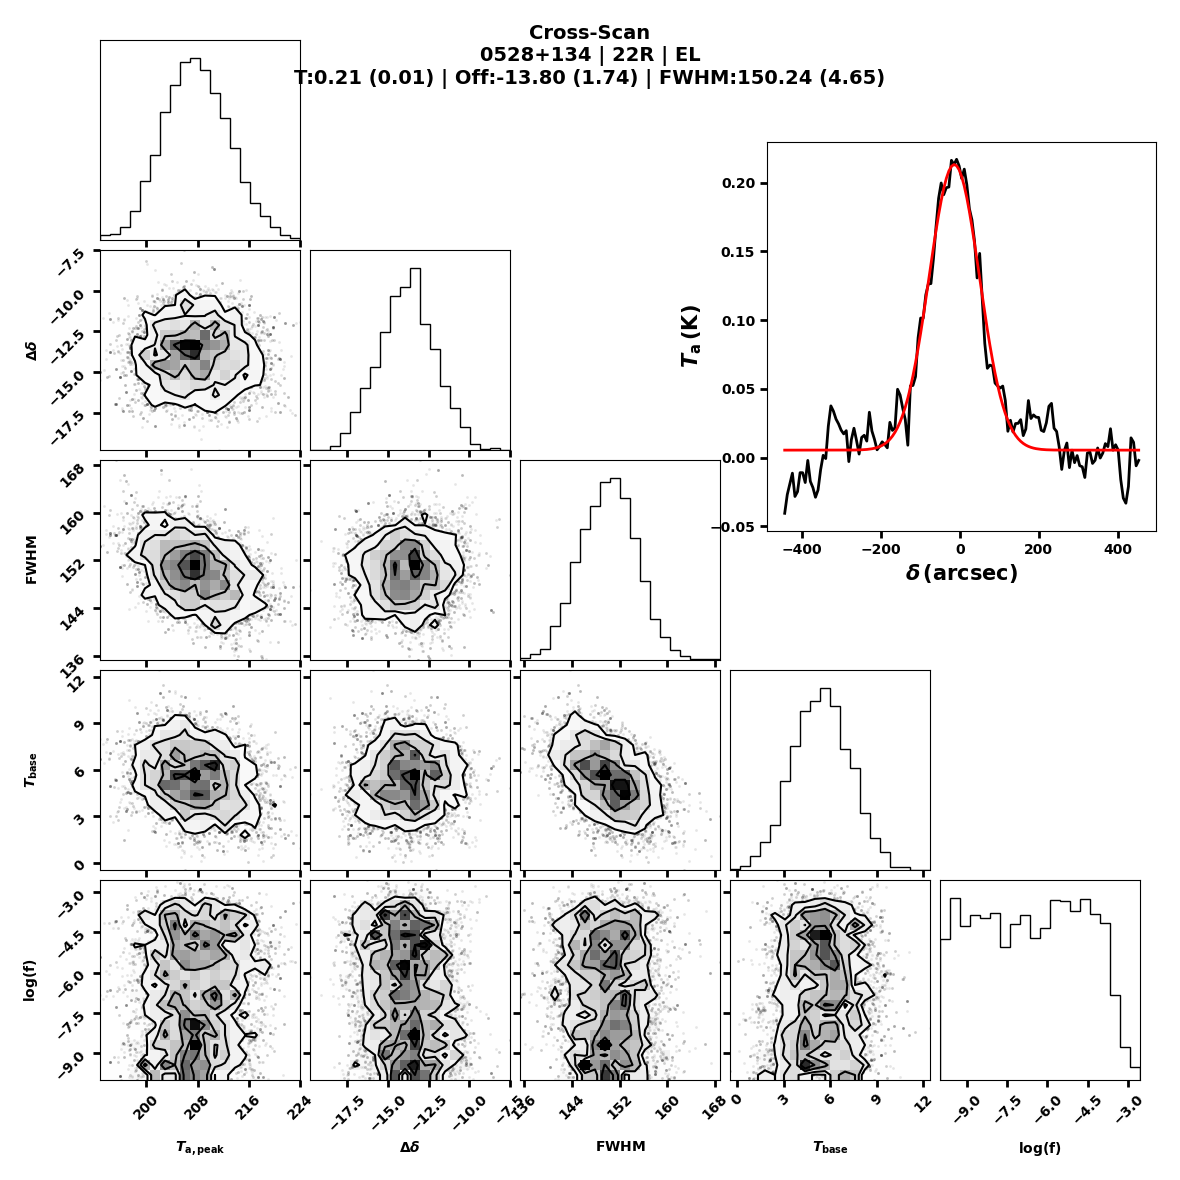 Cross-Scan
0528+134 | 22R | EL
T:0.21 (0.01) | Off:-13.80 (1.74) | FWHM:150.24 (4.65)
0.20
0.15
0.10
0.05
0.00
−0.05
Ta (K)
−400 −200 0 200 400
δ (arcsec)
−7.5
−10.0
−12.5
−15.0
−17.5
Δδ
168
160
152
144
136
FWHM
12
9
6
3
0
Tbase
−3.0
−4.5
−6.0
−7.5
−9.0
log(f)
200 208 216 224
−17.5 −15.0 −12.5 −10.0 −7.5
136 144 152 160 168
0 3 6 9 12
−9.0 −7.5 −6.0 −4.5 −3.0
Ta,peak Δδ FWHM Tbase log(f)